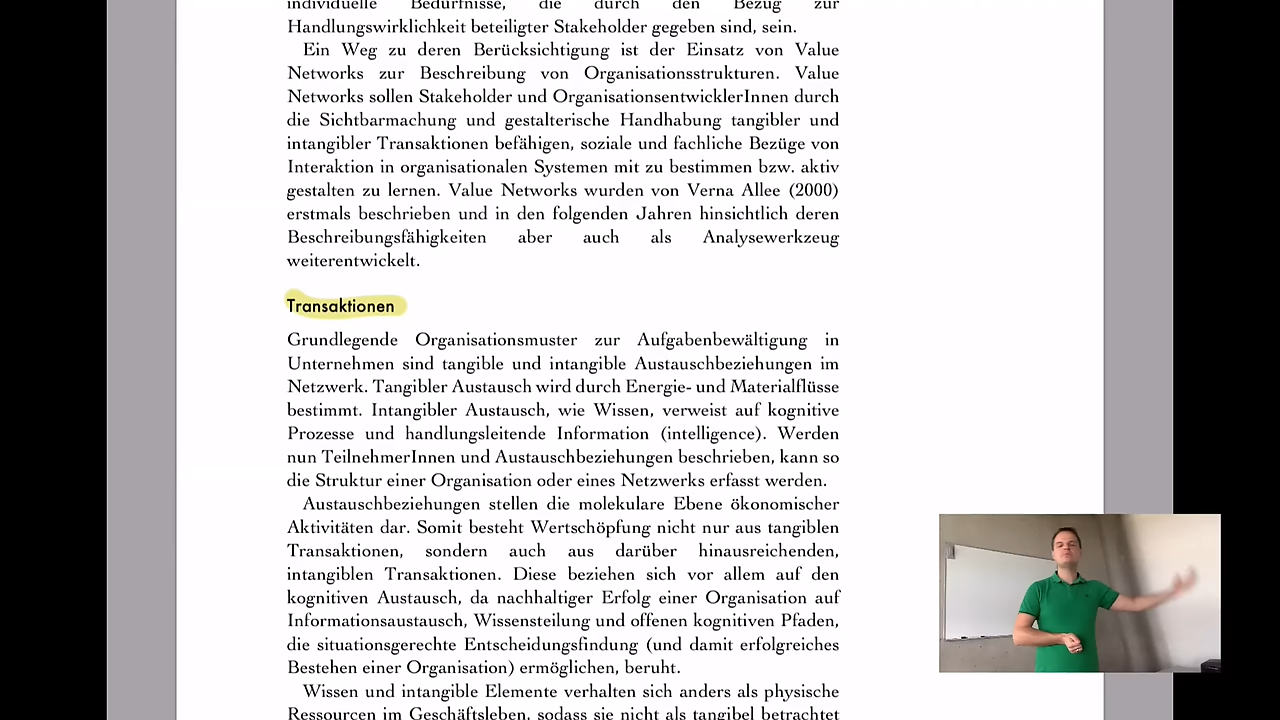 individuelle Bedürfnisse, die durch den Bezug zur
Handlungswirklichkeit beteiligter Stakeholder gegeben sind, sein.
Ein Weg zu deren Berücksichtigung ist der Einsatz von Value
Networks zur Beschreibung von Organisationsstrukturen. Value
Networks sollen Stakeholder und OrganisationsentwicklerInnen durch
die Sichtbarmachung und gestalterische Handhabung tangibler und
intangibler Transaktionen befähigen, soziale und fachliche Bezüge von
Interaktion in organisationalen Systemen mit zu bestimmen bzw. aktiv
gestalten zu lernen. Value Networks wurden von Verna Allee (2000)
erstmals beschrieben und in den folgenden Jahren hinsichtlich deren
Beschreibungsfähigkeiten aber auch als Analysewerkzeug
weiterentwickelt.
Transaktionen
Grundlegende Organisationsmuster zur Aufgabenbewältigung in
Unternehmen sind tangible und intangible Austauschbeziehungen im
Netzwerk. Tangibler Austausch wird durch Energie- und Materialflüsse
bestimmt. Intangibler Austausch, wie Wissen, verweist auf kognitive
Prozesse und handlungsleitende Information (intelligence). Werden
nun TeilnehmerInnen und Austauschbeziehungen beschrieben, kann so
die Struktur einer Organisation oder eines Netzwerks erfasst werden.
Austauschbeziehungen stellen die molekulare Ebene ökonomischer
Aktivitäten dar. Somit besteht Wertschöpfung nicht nur aus tangiblen
Transaktionen, sondern auch aus darüber hinausreichenden,
intangiblen Transaktionen. Diese beziehen sich vor allem auf den
kognitiven Austausch, da nachhaltiger Erfolg einer Organisation auf
Informationsaustausch, Wissensteilung und offenen kognitiven Pfaden,
die situationsgerechte Entscheidungsfindung (und damit erfolgreiches
Bestehen einer Organisation) ermöglichen, beruht.
Wissen und intangible Elemente verhalten sich anders als physische
Ressourcen im Geschäftsleben, sodass sie nicht als tangibel betrachtet